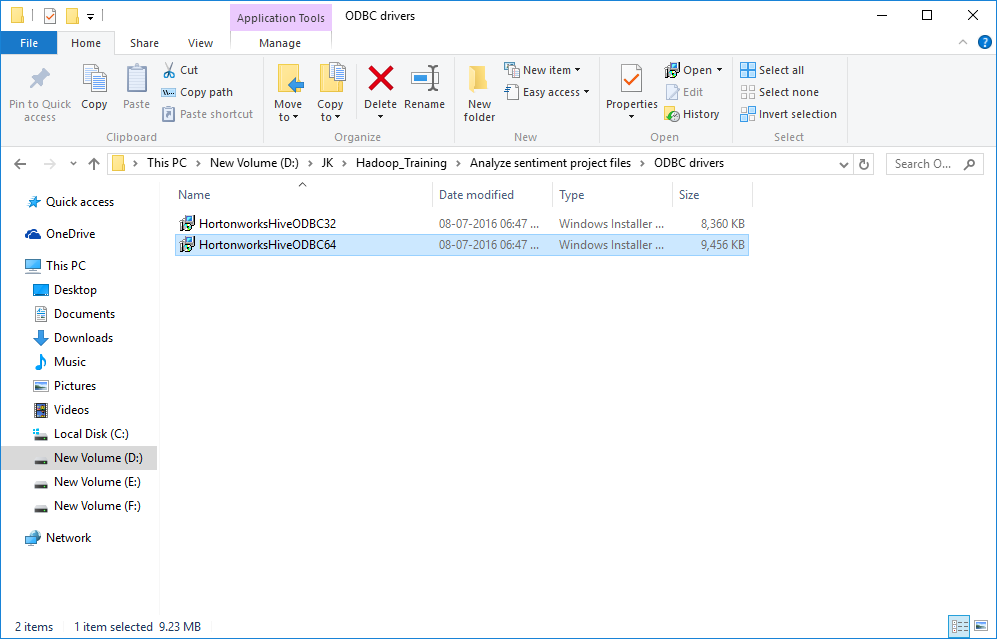 Application Tools ODBC drivers
File Home Share View Manage
Pin to Quick access
Copy
Paste
Cut
Copy path
Paste shortcut
Clipboard
Move to
Copy to
Delete
Rename
Organize
New folder
New item
Easy access
New
Properties
Open
Edit
History
Open
Select all
Select none
Invert selection
Select
This PC > New Volume (D:) > JK > Hadoop_Training > Analyze sentiment project files > ODBC drivers
Search O...
Quick access
OneDrive
This PC
Desktop
Documents
Downloads
Music
Pictures
Videos
Local Disk (C:)
New Volume (D:)
New Volume (E:)
New Volume (F:)
Network
Name Date modified Type Size
HortonworksHiveODBC32 08-07-2016 06:47 ... Windows Installer ... 8,360 KB
HortonworksHiveODBC64 08-07-2016 06:47 ... Windows Installer ... 9,456 KB
2 items 1 item selected 9.23 MB